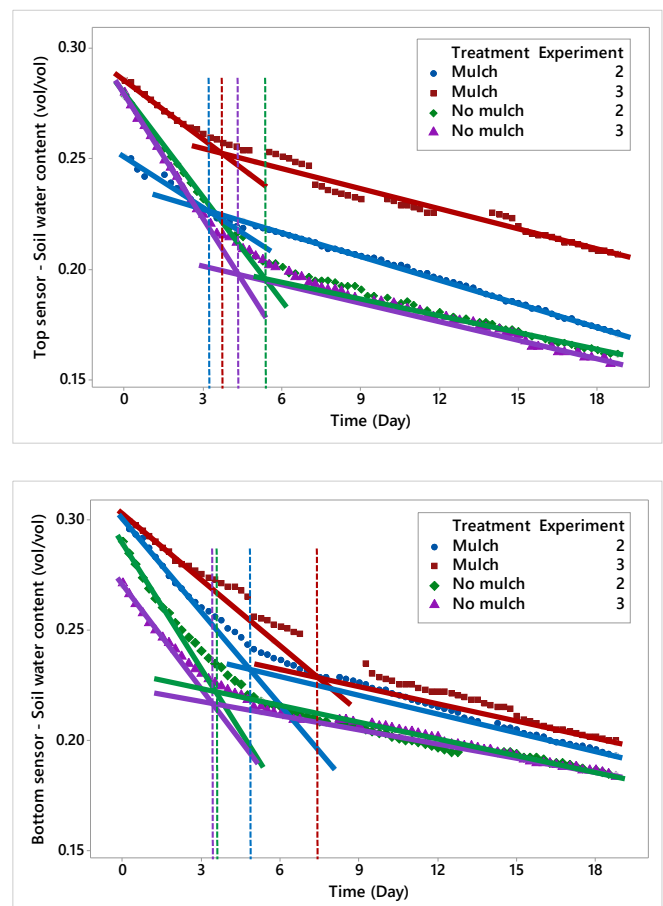 Top sensor - Soil water content (vol/vol)
0.30
0.25
0.20
0.15
Treatment Experiment
Mulch 2
Mulch 3
No mulch 2
No mulch 3
0 3 6 9 12 15 18
Time (Day)
Bottom sensor - Soil water content (vol/vol)
0.30
0.25
0.20
0.15
Treatment Experiment
Mulch 2
Mulch 3
No mulch 2
No mulch 3
0 3 6 9 12 15 18
Time (Day)